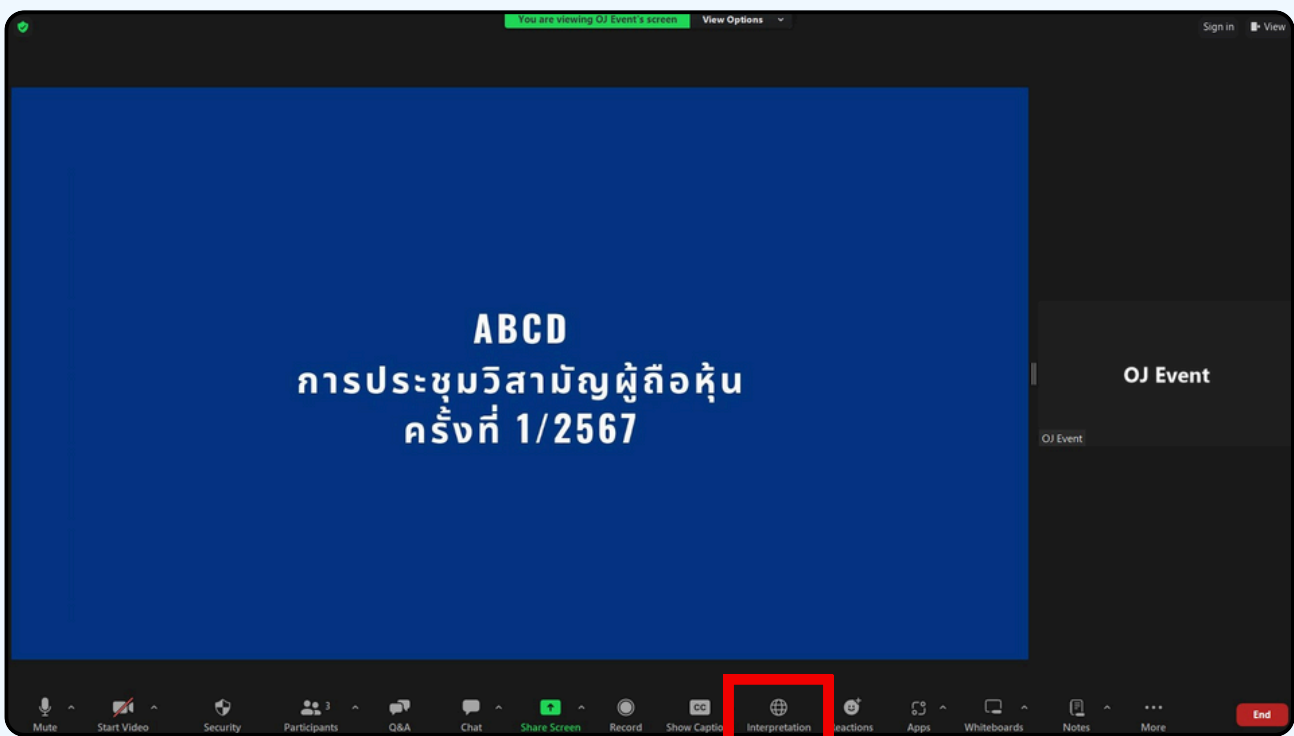 You are viewing OJ Event's screen View Options
Sign in View
ABCD
การประชุมวิสามัญผู้ถือหุ้น
ครั้งที่ 1/2567
OJ Event
OJ Event
3
CC
Mute Start Video Security Participants Q&A Chat Share Screen Record Show Captio Interpretation eactions Apps Whiteboards Notes More End